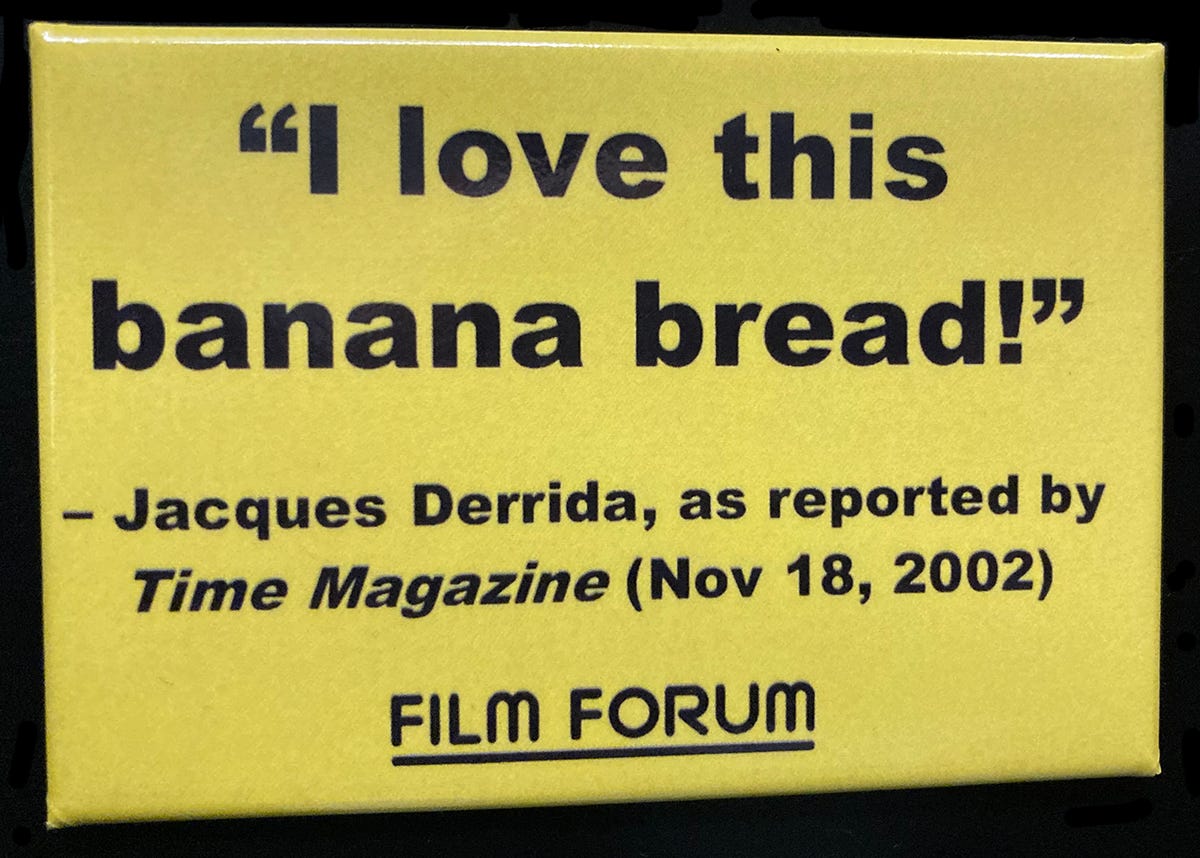 “I love this
banana bread!”
– Jacques Derrida, as reported by
Time Magazine (Nov 18, 2002)
FILM FORUM